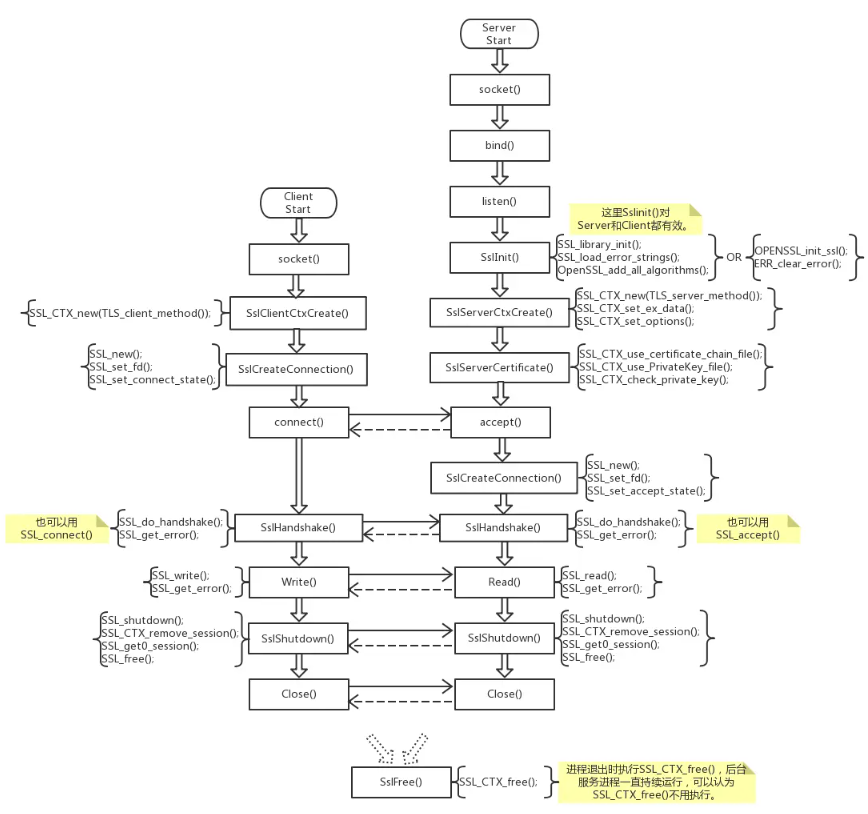 Server
Start
socket()
bind()
listen()
Client
Start
这里Sslinit()对
Server和Client都有效。
socket()
SslInit()
SSL_library_init();
SSL_load_error_strings();
OpenSSL_add_all_algorithms();
OR
OPENSSL_init_ssl();
ERR_clear_error();
SSL_CTX_new(TLS_client_method());
SslClientCtxCreate()
SslServerCtxCreate()
SSL_CTX_new(TLS_server_method());
SSL_CTX_set_ex_data();
SSL_CTX_set_options();
SSL_new();
SSL_set_fd();
SSL_set_connect_state();
SslCreateConnection()
SslServerCertificate()
SSL_CTX_use_certificate_chain_file();
SSL_CTX_use_PrivateKey_file();
SSL_CTX_check_private_key();
connect()
accept()
SslCreateConnection()
SSL_new();
SSL_set_fd();
SSL_set_accept_state();
也可以用
SSL_connect()
SSL_do_handshake();
SSL_get_error();
SslHandshake()
SslHandshake()
SSL_do_handshake();
SSL_get_error();
也可以用
SSL_accept()
SSL_write();
SSL_get_error();
Write()
Read()
SSL_read();
SSL_get_error();
SSL_shutdown();
SSL_CTX_remove_session();
SSL_get0_session();
SSL_free();
SslShutdown()
SslShutdown()
SSL_shutdown();
SSL_CTX_remove_session();
SSL_get0_session();
SSL_free();
Close()
Close()
SslFree()
SSL_CTX_free();
进程退出时执行SSL_CTX_free()，后台
服务进程一直持续运行，可以认为
SSL_CTX_free()不用执行。